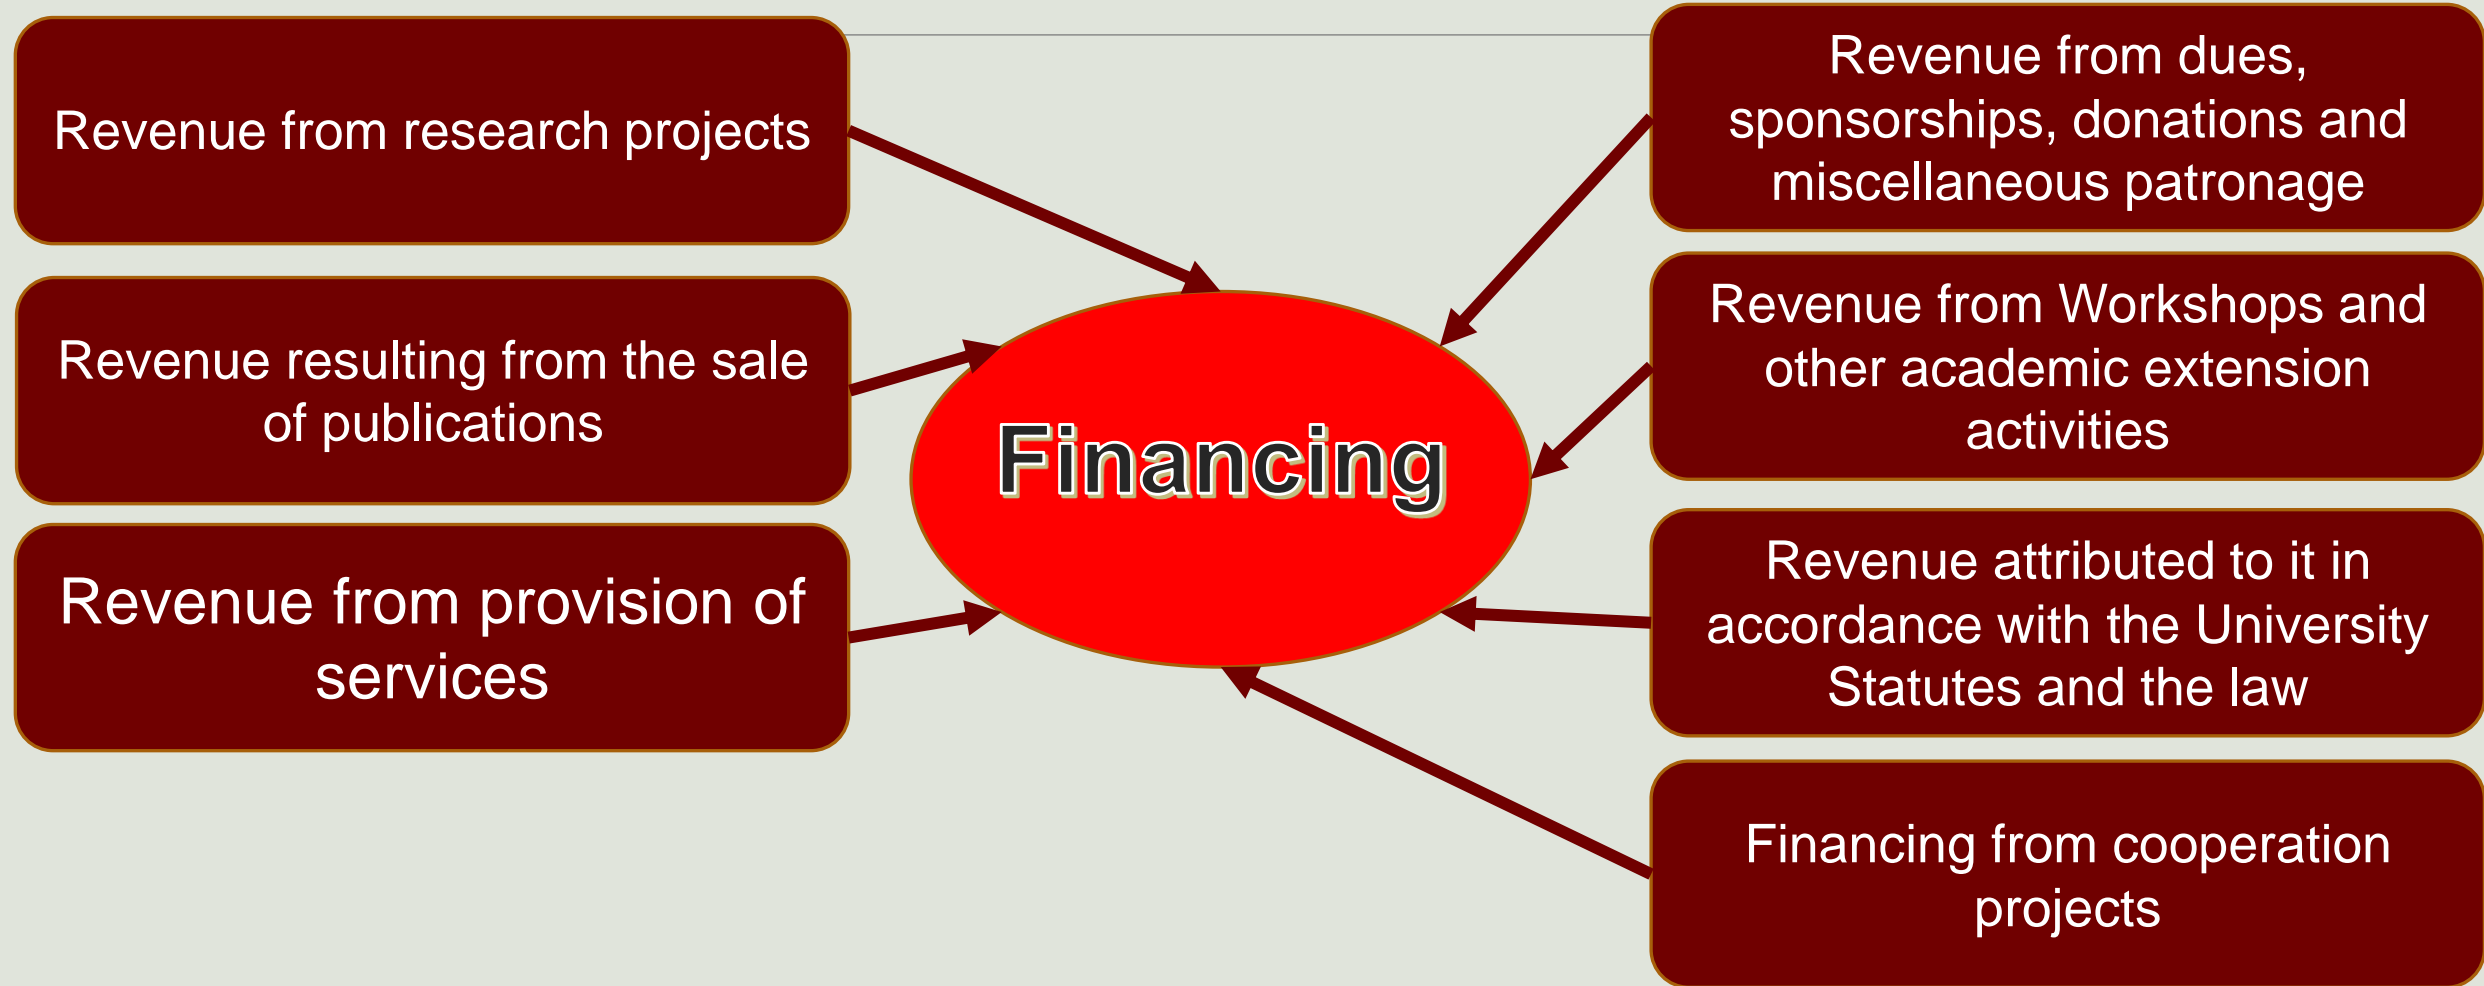 Revenue from research projects
Revenue resulting from the sale
of publications
Revenue from provision of
services
Financing
Revenue from dues,
sponsorships, donations and
miscellaneous patronage
Revenue from Workshops and
other academic extension
activities
Revenue attributed to it in
accordance with the University
Statutes and the law
Financing from cooperation
projects